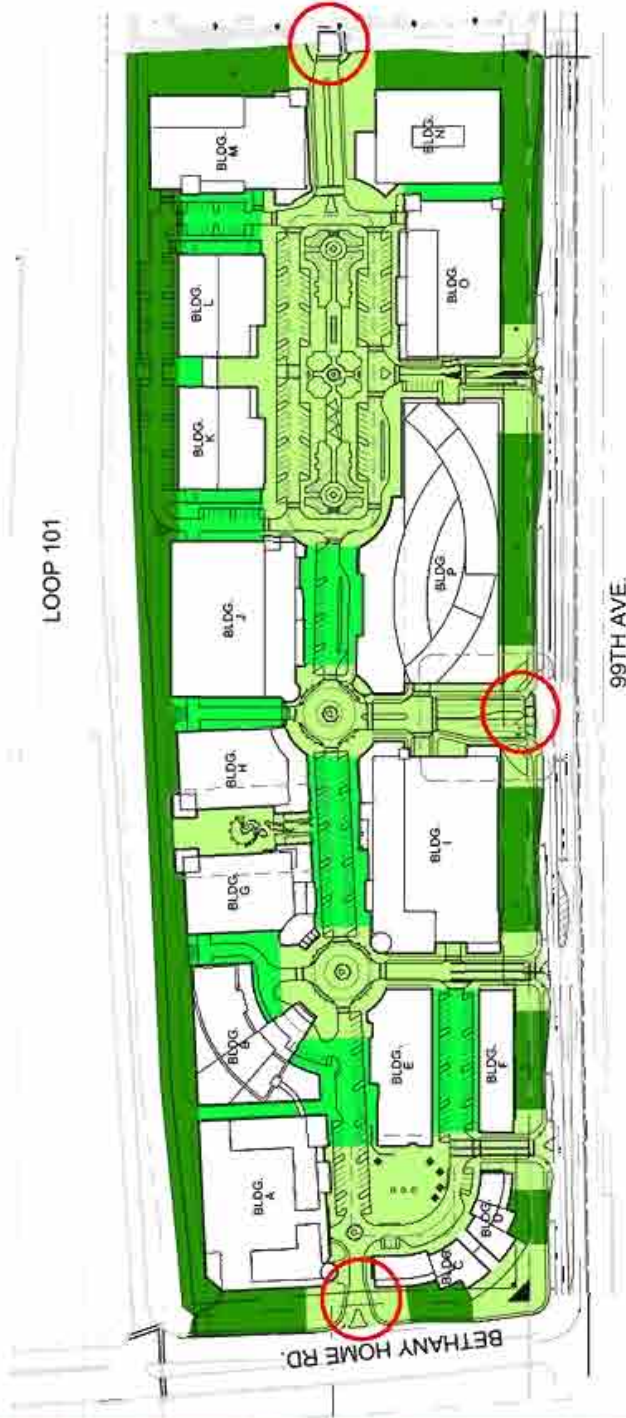 BLDG.
M
BLDG.
N
BLDG.
L
BLDG.
O
BLDG.
K
LOOP 101
BLDG.
J
BLDG.
P
99TH AVE.
BLDG.
H
BLDG.
I
BLDG.
G
BLDG.
B
BLDG.
E
BLDG.
F
BLDG.
A
BLDG.
D
BLDG.
C
BETHANY HOME RD.